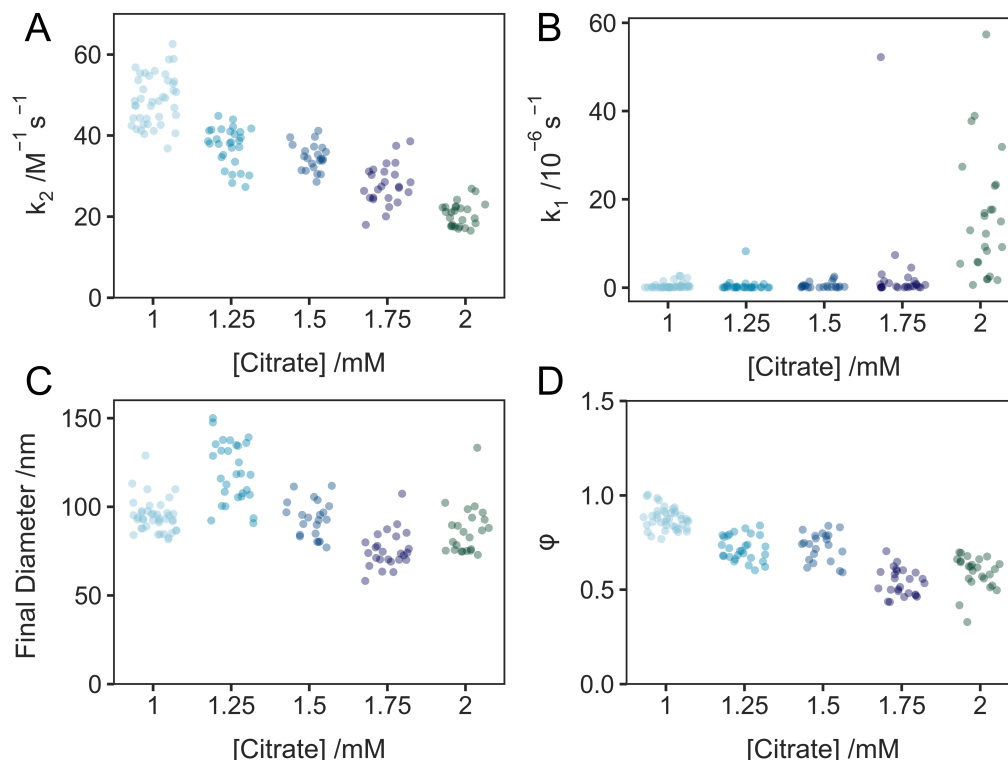 A
k₂ /M⁻¹ s⁻¹
60
40
20
0
1 1.25 1.5 1.75 2
[Citrate] /mM
B
k₁ /10⁻⁶ s⁻¹
60
40
20
0
1 1.25 1.5 1.75 2
[Citrate] /mM
C
Final Diameter /nm
150
100
50
0
1 1.25 1.5 1.75 2
[Citrate] /mM
D
φ
1.5
1.0
0.5
0.0
1 1.25 1.5 1.75 2
[Citrate] /mM